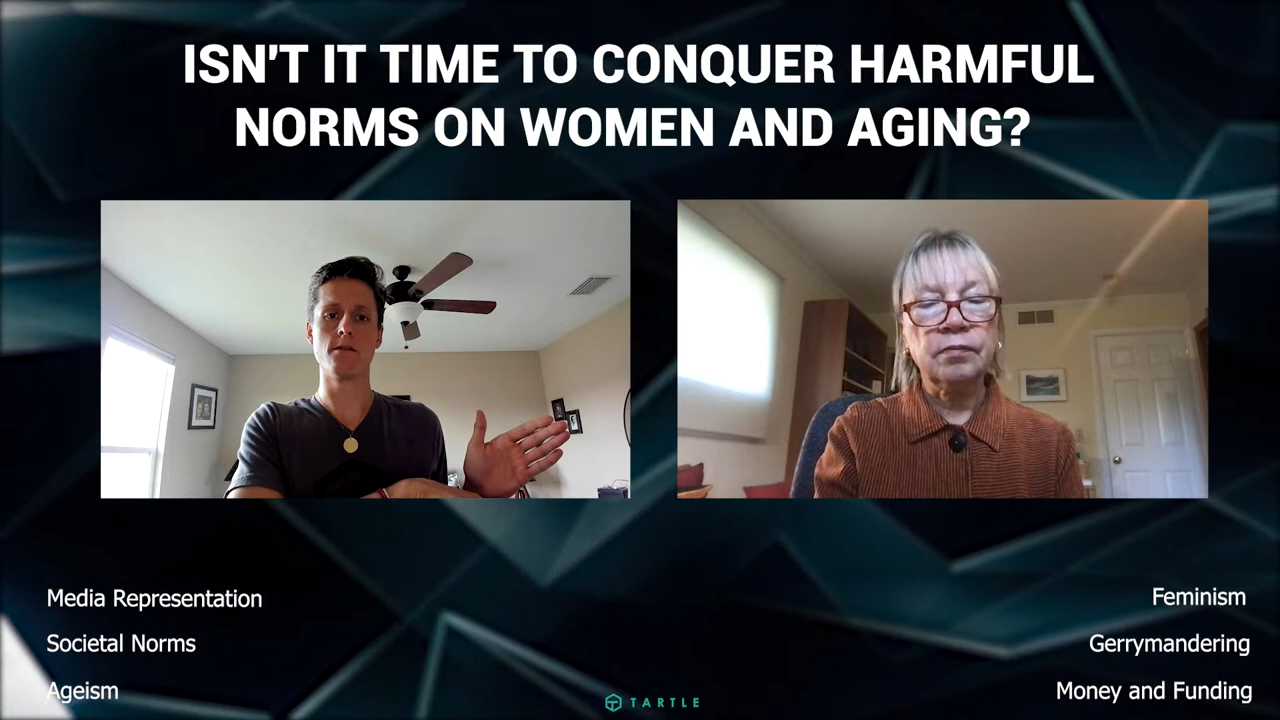 ISN'T IT TIME TO CONQUER HARMFUL
NORMS ON WOMEN AND AGING?
Media Representation
Societal Norms
Ageism
Feminism
Gerrymandering
Money and Funding
TARTLE